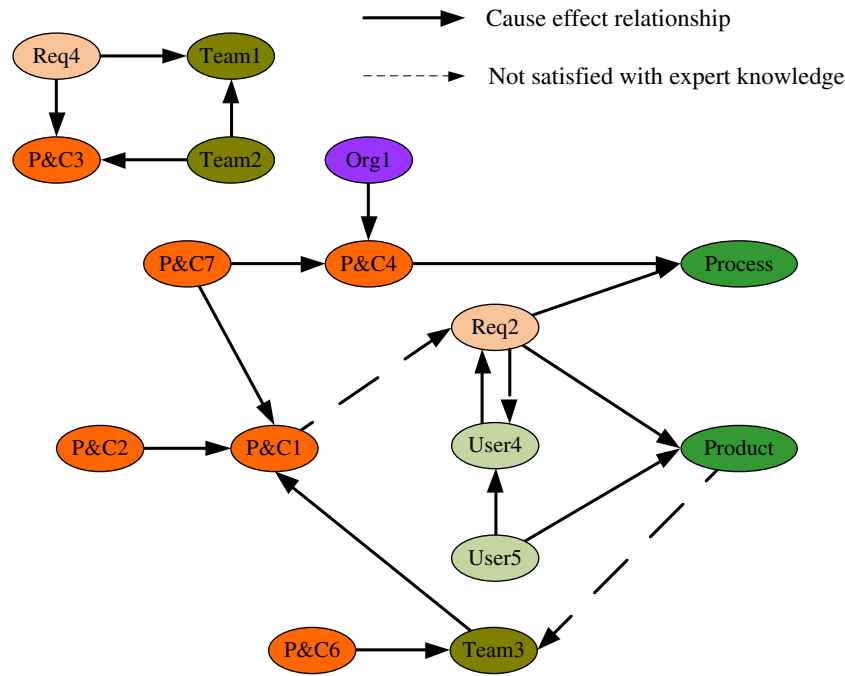 Cause effect relationship
Req4
Team1
Not satisfied with expert knowledge
P&C3
Team2
Org1
P&C7
P&C4
Process
Req2
P&C2
P&C1
User4
Product
User5
P&C6
Team3